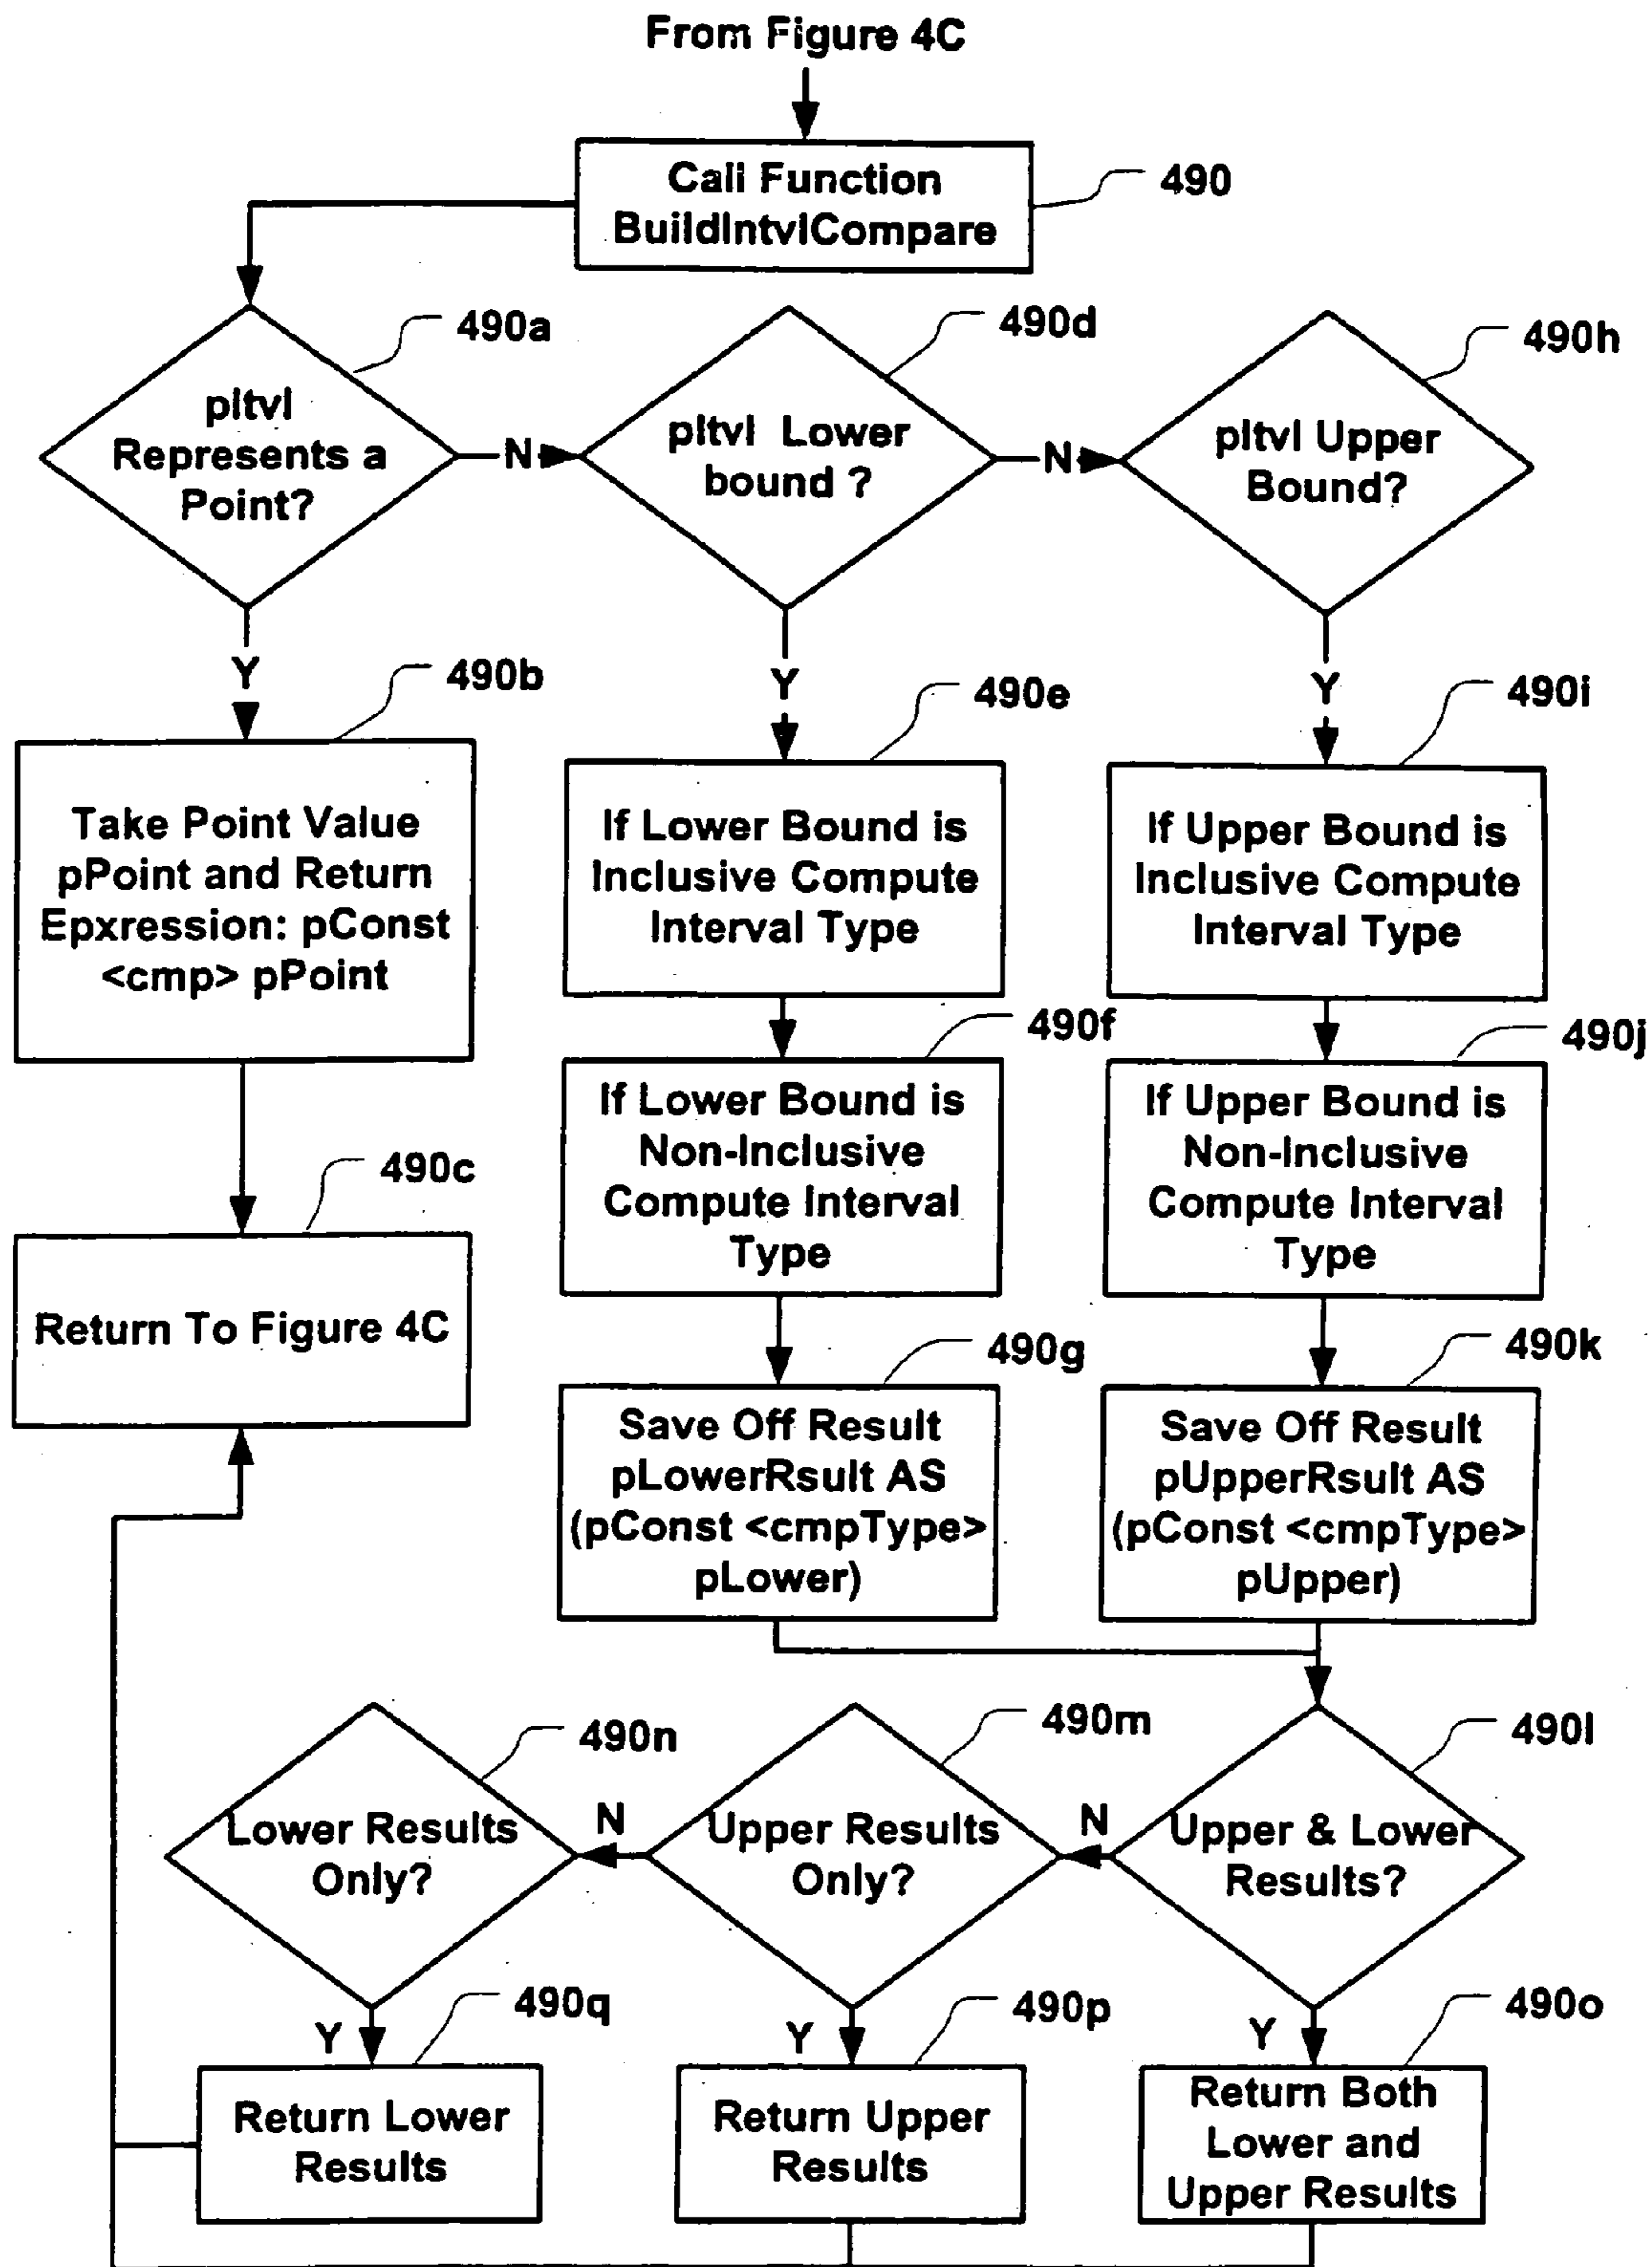 From Figure 4C
Call Function
BuildIntvlCompare
490
490a
pItvl
Represents a
Point?
N
490d
pItvl Lower
bound ?
N
490h
pItvl Upper
Bound?
Y
Y
Y
490b
Take Point Value
pPoint and Return
Epxression: pConst
<cmp> pPoint
490e
If Lower Bound is
Inclusive Compute
Interval Type
490i
If Upper Bound is
Inclusive Compute
Interval Type
490c
Return To Figure 4C
490f
If Lower Bound is
Non-Inclusive
Compute Interval
Type
490j
If Upper Bound is
Non-Inclusive
Compute Interval
Type
490g
Save Off Result
pLowerRsult AS
(pConst <cmpType>
pLower)
490k
Save Off Result
pUpperRsult AS
(pConst <cmpType>
pUpper)
490n
Lower Results
Only?
N
490m
Upper Results
Only?
N
490l
Upper & Lower
Results?
Y
490q
Return Lower
Results
Y
490p
Return Upper
Results
Y
490o
Return Both
Lower and
Upper Results